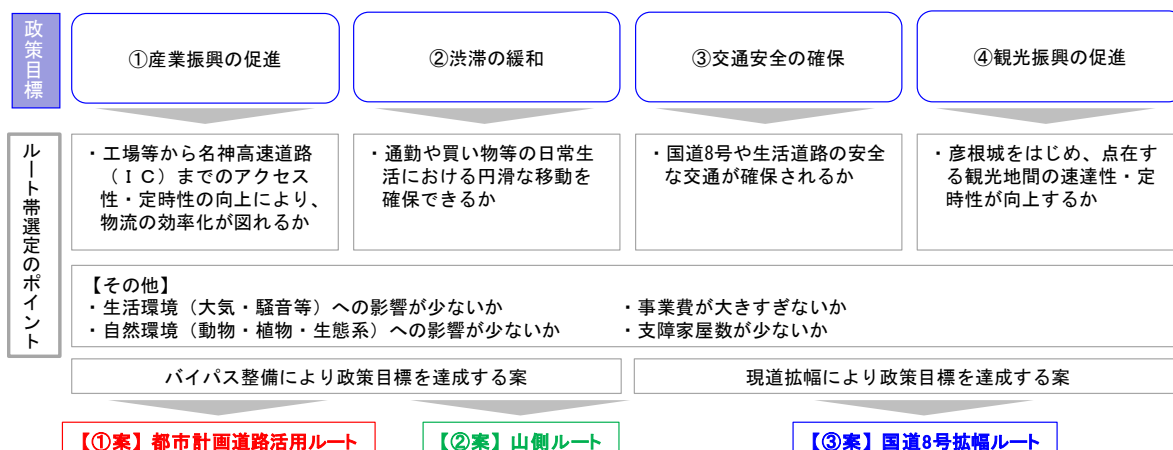 政策目標
①産業振興の促進
②渋滞の緩和
③交通安全の確保
④観光振興の促進
ルート帯選定のポイント
・工場等から名神高速道路
（ＩＣ）までのアクセス
性・定時性の向上により、
物流の効率化が図れるか
・通勤や買い物等の日常生
活における円滑な移動を
確保できるか
・国道8号や生活道路の安全
な交通が確保されるか
・彦根城をはじめ、点在す
る観光地間の速達性・定
時性が向上するか
【その他】
・生活環境（大気・騒音等）への影響が少ないか
・自然環境（動物・植物・生態系）への影響が少ないか
・事業費が大きすぎないか
・支障家屋数が少ないか
バイパス整備により政策目標を達成する案
現道拡幅により政策目標を達成する案
【①案】都市計画道路活用ルート
【②案】山側ルート
【③案】国道8号拡幅ルート